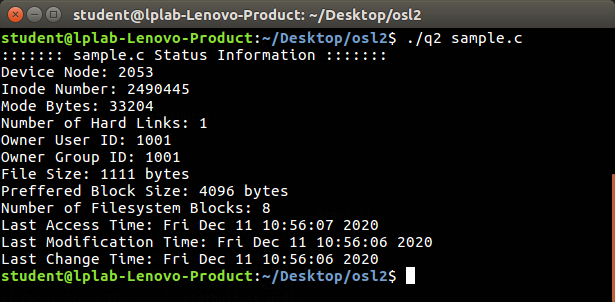 student@lplab-Lenovo-Product: ~/Desktop/osl2
student@lplab-Lenovo-Product:~/Desktop/osl2$ ./q2 sample.c
::::::: sample.c Status Information :::::::
Device Node: 2053
Inode Number: 2490445
Mode Bytes: 33204
Number of Hard Links: 1
Owner User ID: 1001
Owner Group ID: 1001
File Size: 1111 bytes
Preffered Block Size: 4096 bytes
Number of Filesystem Blocks: 8
Last Access Time: Fri Dec 11 10:56:07 2020
Last Modification Time: Fri Dec 11 10:56:06 2020
Last Change Time: Fri Dec 11 10:56:06 2020
student@lplab-Lenovo-Product:~/Desktop/osl2$